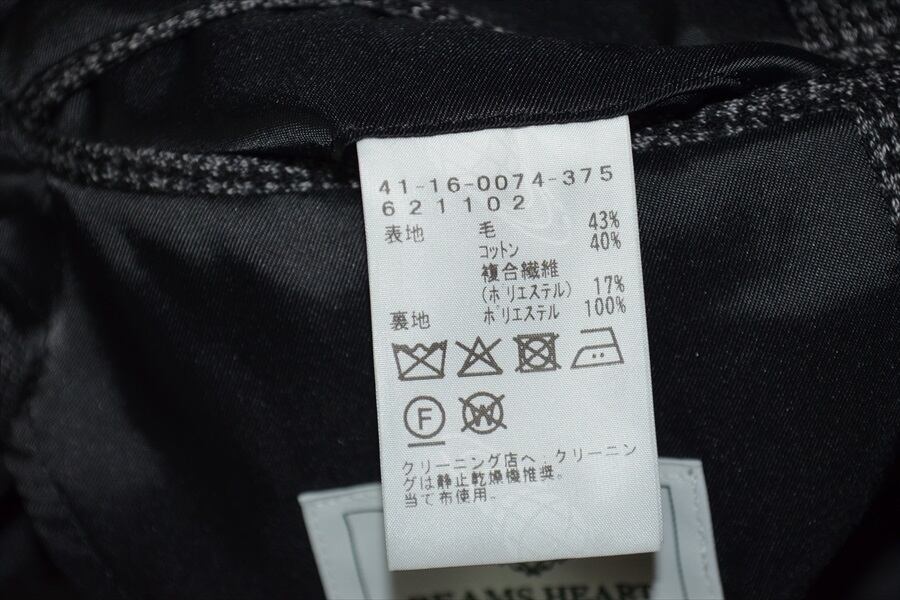 41-16-0074-375
621102
表地 毛 43%
コットン 40%
複合繊維
(ポリエステル) 17%
裏地 ポリエステル 100%
F W
クリーニング店へ。クリーニン
グは静止乾燥機推奨。
当て布使用。
BEAMS HEART